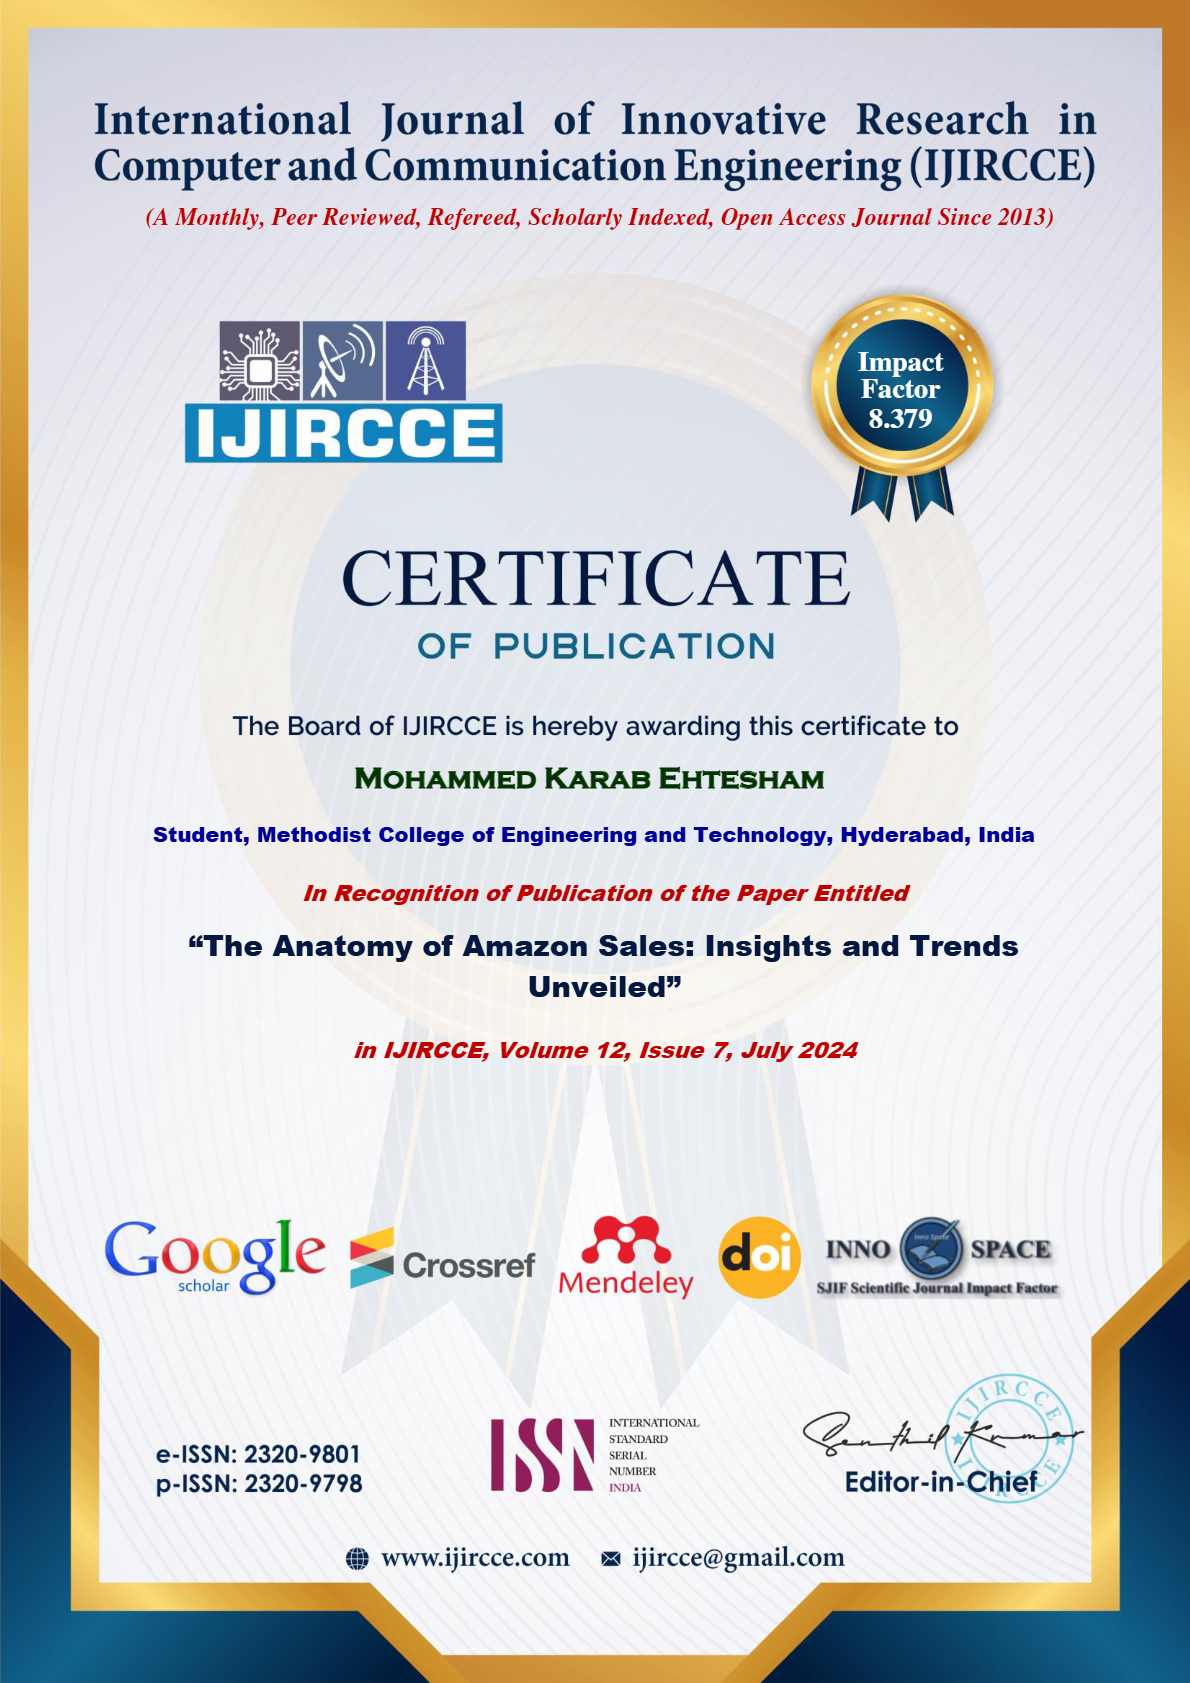 International Journal of Innovative Research in
Computer and Communication Engineering (IJIRCCE)
(A Monthly, Peer Reviewed, Refereed, Scholarly Indexed, Open Access Journal Since 2013)
IJIRCCE
Impact
Factor
8.379
CERTIFICATE
OF PUBLICATION
The Board of IJIRCCE is hereby awarding this certificate to
MOHAMMED KARAB EHTESHAM
Student, Methodist College of Engineering and Technology, Hyderabad, India
In Recognition of Publication of the Paper Entitled
“The Anatomy of Amazon Sales: Insights and Trends
Unveiled”
in IJIRCCE, Volume 12, Issue 7, July 2024
Google
scholar
Crossref
Mendeley
doi
INNO SPACE
Inno Space
SJIF Scientific Journal Impact Factor
e-ISSN: 2320-9801
p-ISSN: 2320-9798
ISSN
INTERNATIONAL
STANDARD
SERIAL
NUMBER
INDIA
IJIRCCE
Senthil Kumar
IJIRCCE
Editor-in-Chief
www.ijircce.com
ijircce@gmail.com